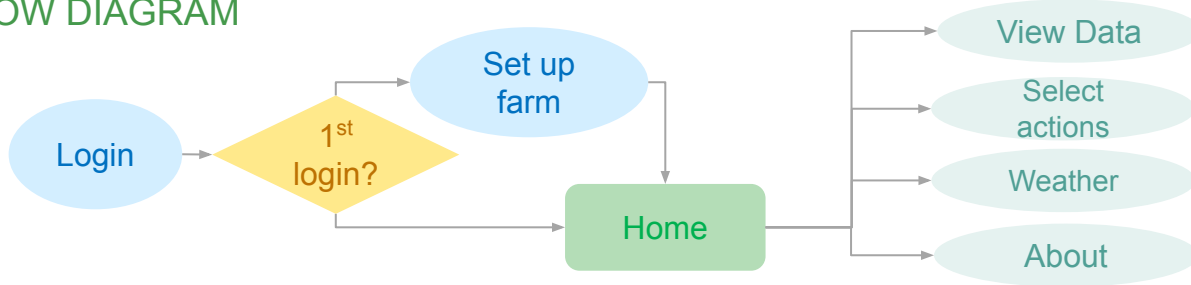 OW DIAGRAM
View Data
Set up
farm
Select
actions
1st
login?
Login
Weather
Home
About